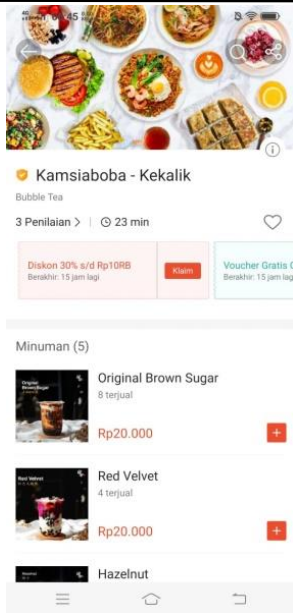 Kamsiaboba - Kekalik
Bubble Tea
3 Penilaian > | 23 min
Diskon 30% s/d Rp10RB
Berakhir: 15 jam lagi
Klaim
Voucher Gratis
Berakhir: 15 jam lag
Minuman (5)
Original Brown Sugar
8 terjual
Rp20.000
+
Red Velvet
4 terjual
Rp20.000
+
Hazelnut